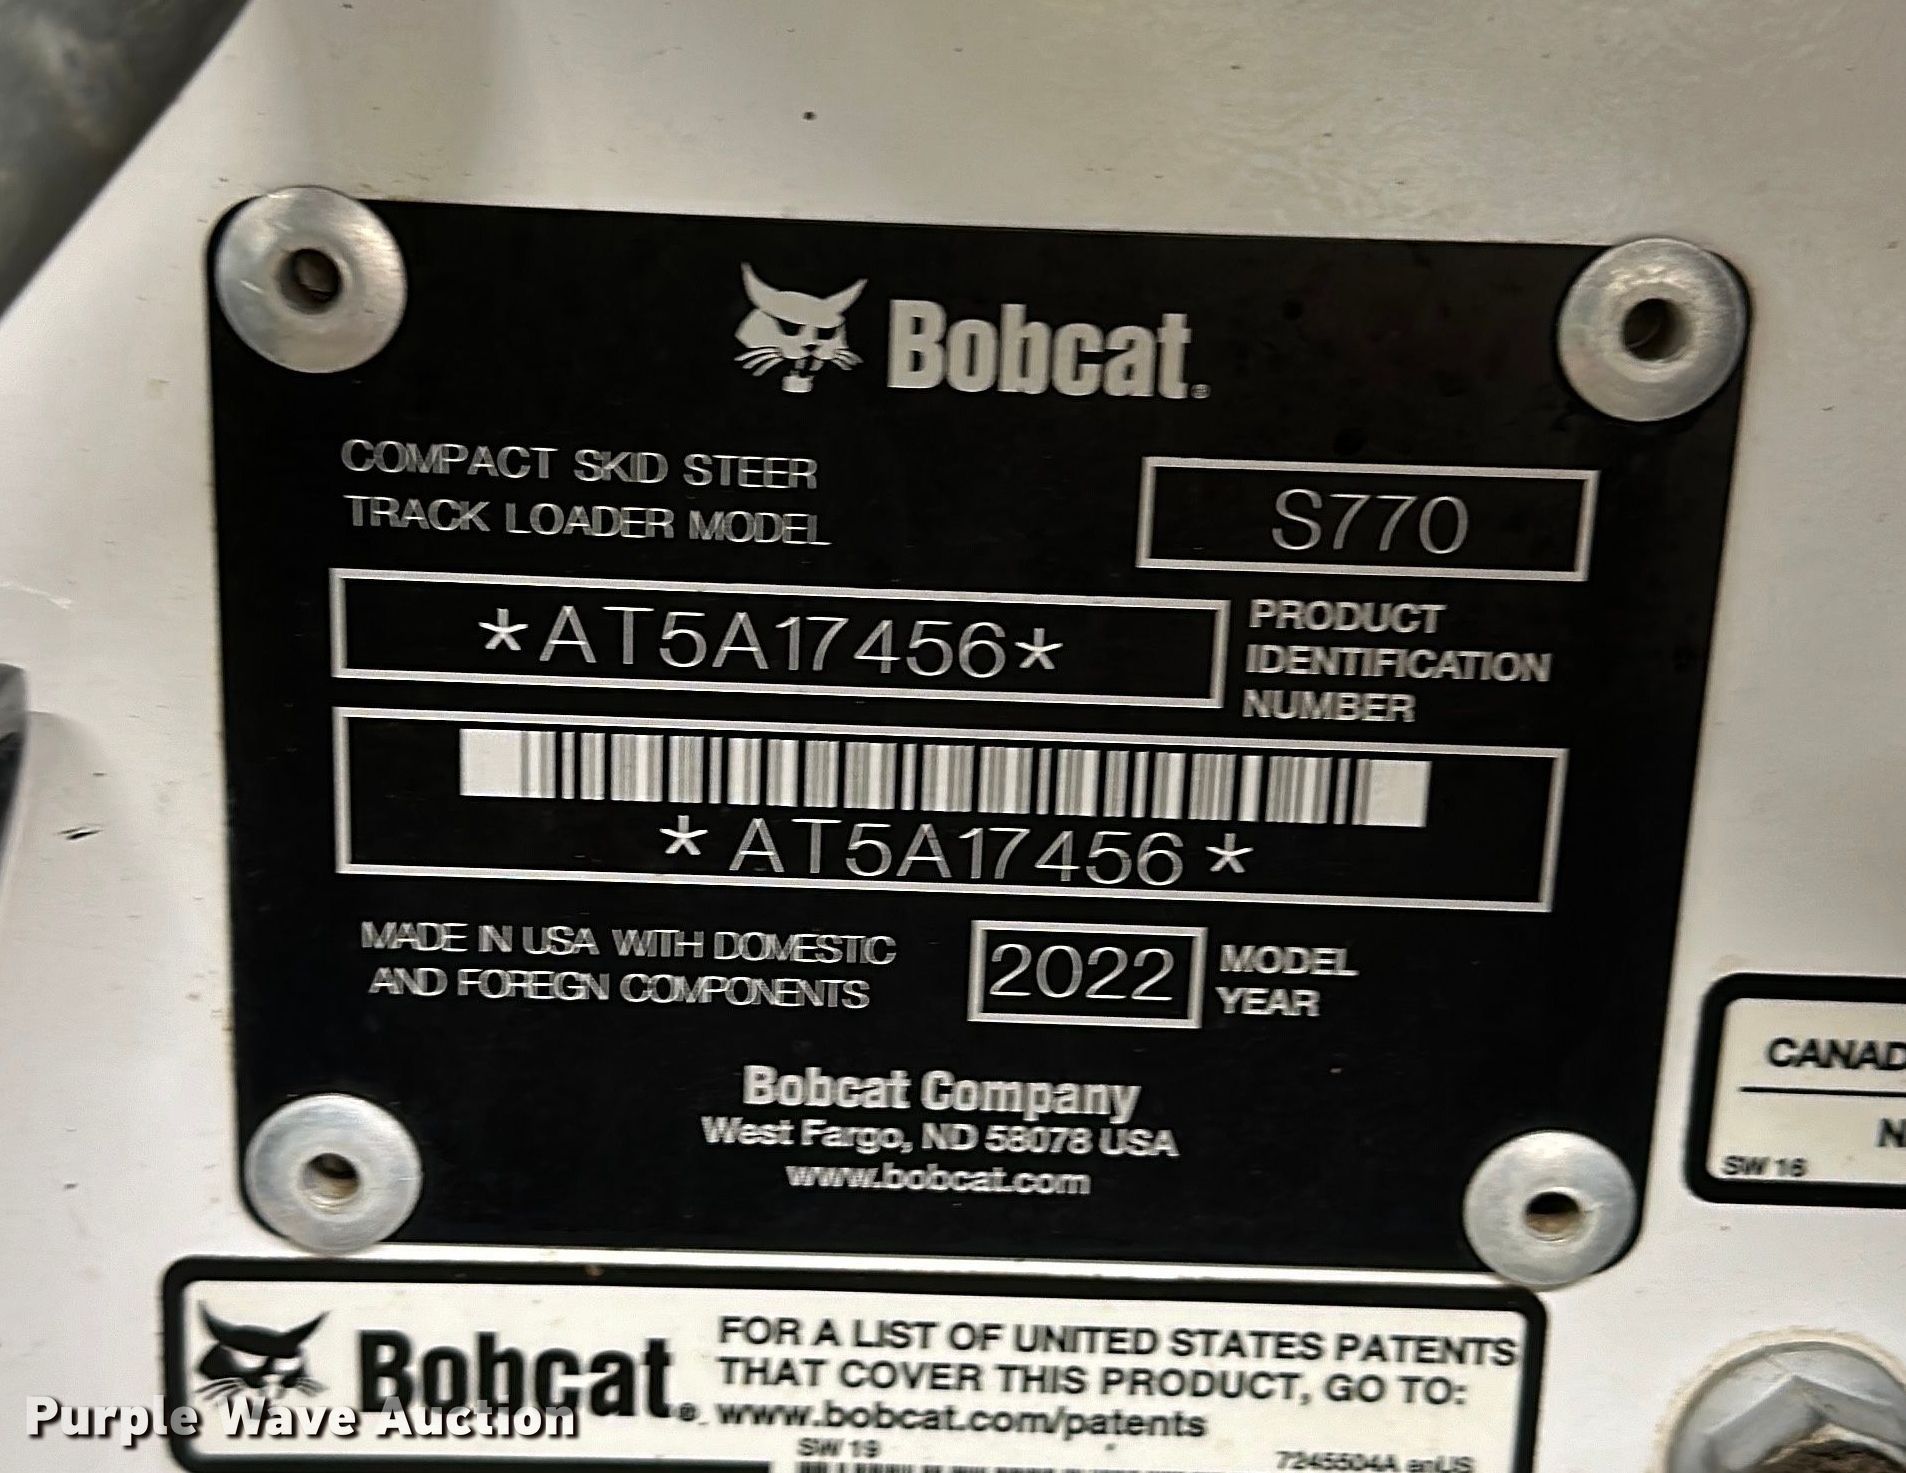 Bobcat®
COMPACT SKID STEER
TRACK LOADER MODEL
S770
*AT5A17456*
PRODUCT
IDENTIFICATION
NUMBER
*AT5A17456*
MADE IN USA WITH DOMESTIC
AND FOREIGN COMPONENTS
2022
MODEL
YEAR
Bobcat Company
West Fargo, ND 58078 USA
www.bobcat.com
CANAD
N
SW 16
Bobcat®
FOR A LIST OF UNITED STATES PATENTS
THAT COVER THIS PRODUCT, GO TO:
www.bobcat.com/patents
SW 19
7245504A enUS
Purple Wave Auction